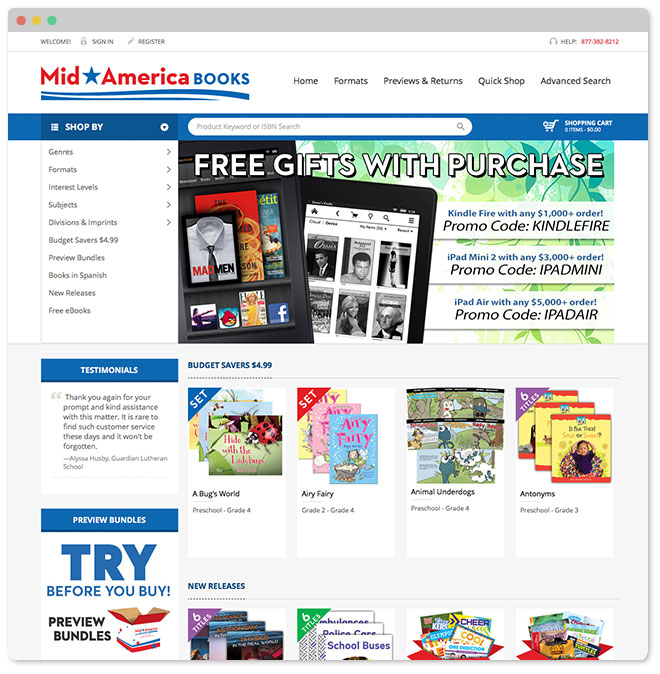 WELCOME! SIGN IN REGISTER HELP: 877-382-8212
Mid America BOOKS
Home Formats Previews & Returns Quick Shop Advanced Search
SHOP BY
Product Keyword or ISBN Search
SHOPPING CART
0 ITEMS - $0.00
Genres
Formats
Interest Levels
Subjects
Divisions & Imprints
Budget Savers $4.99
Preview Bundles
Books in Spanish
New Releases
Free eBooks
FREE GIFTS WITH PURCHASE
MAD MEN
Kindle Fire with any $1,000+ order!
Promo Code: KINDLEFIRE
iPad Mini 2 with any $3,000+ order!
Promo Code: IPADMINI
iPad Air with any $5,000+ order!
Promo Code: IPADAIR
TESTIMONIALS
Thank you again for your
prompt and kind assistance
with this matter. it is rare to
find such customer service
these days and it won't be
forgotten.
—Alyssa Husby, Guardian Lutheran
School
PREVIEW BUNDLES
TRY
BEFORE YOU BUY!
PREVIEW
BUNDLES
BUDGET SAVERS $4.99
SET
Hide
with the
Ladybugs
A Bug's World
Preschool - Grade 4
SET
Airy
Fairy
Airy Fairy
Grade 2 - Grade 4
Animal Underdogs
Preschool - Grade 4
6
TITLES
Is It a Treat
Sour or Sweet?
Antonyms
Preschool - Grade 3
NEW RELEASES
6
TITLES
IN THE REAL WORLD
6
TITLES
Ambulances
Police Cars
School Buses
OLYMPIC
COOL
ONE DIRECTION
TURTLES